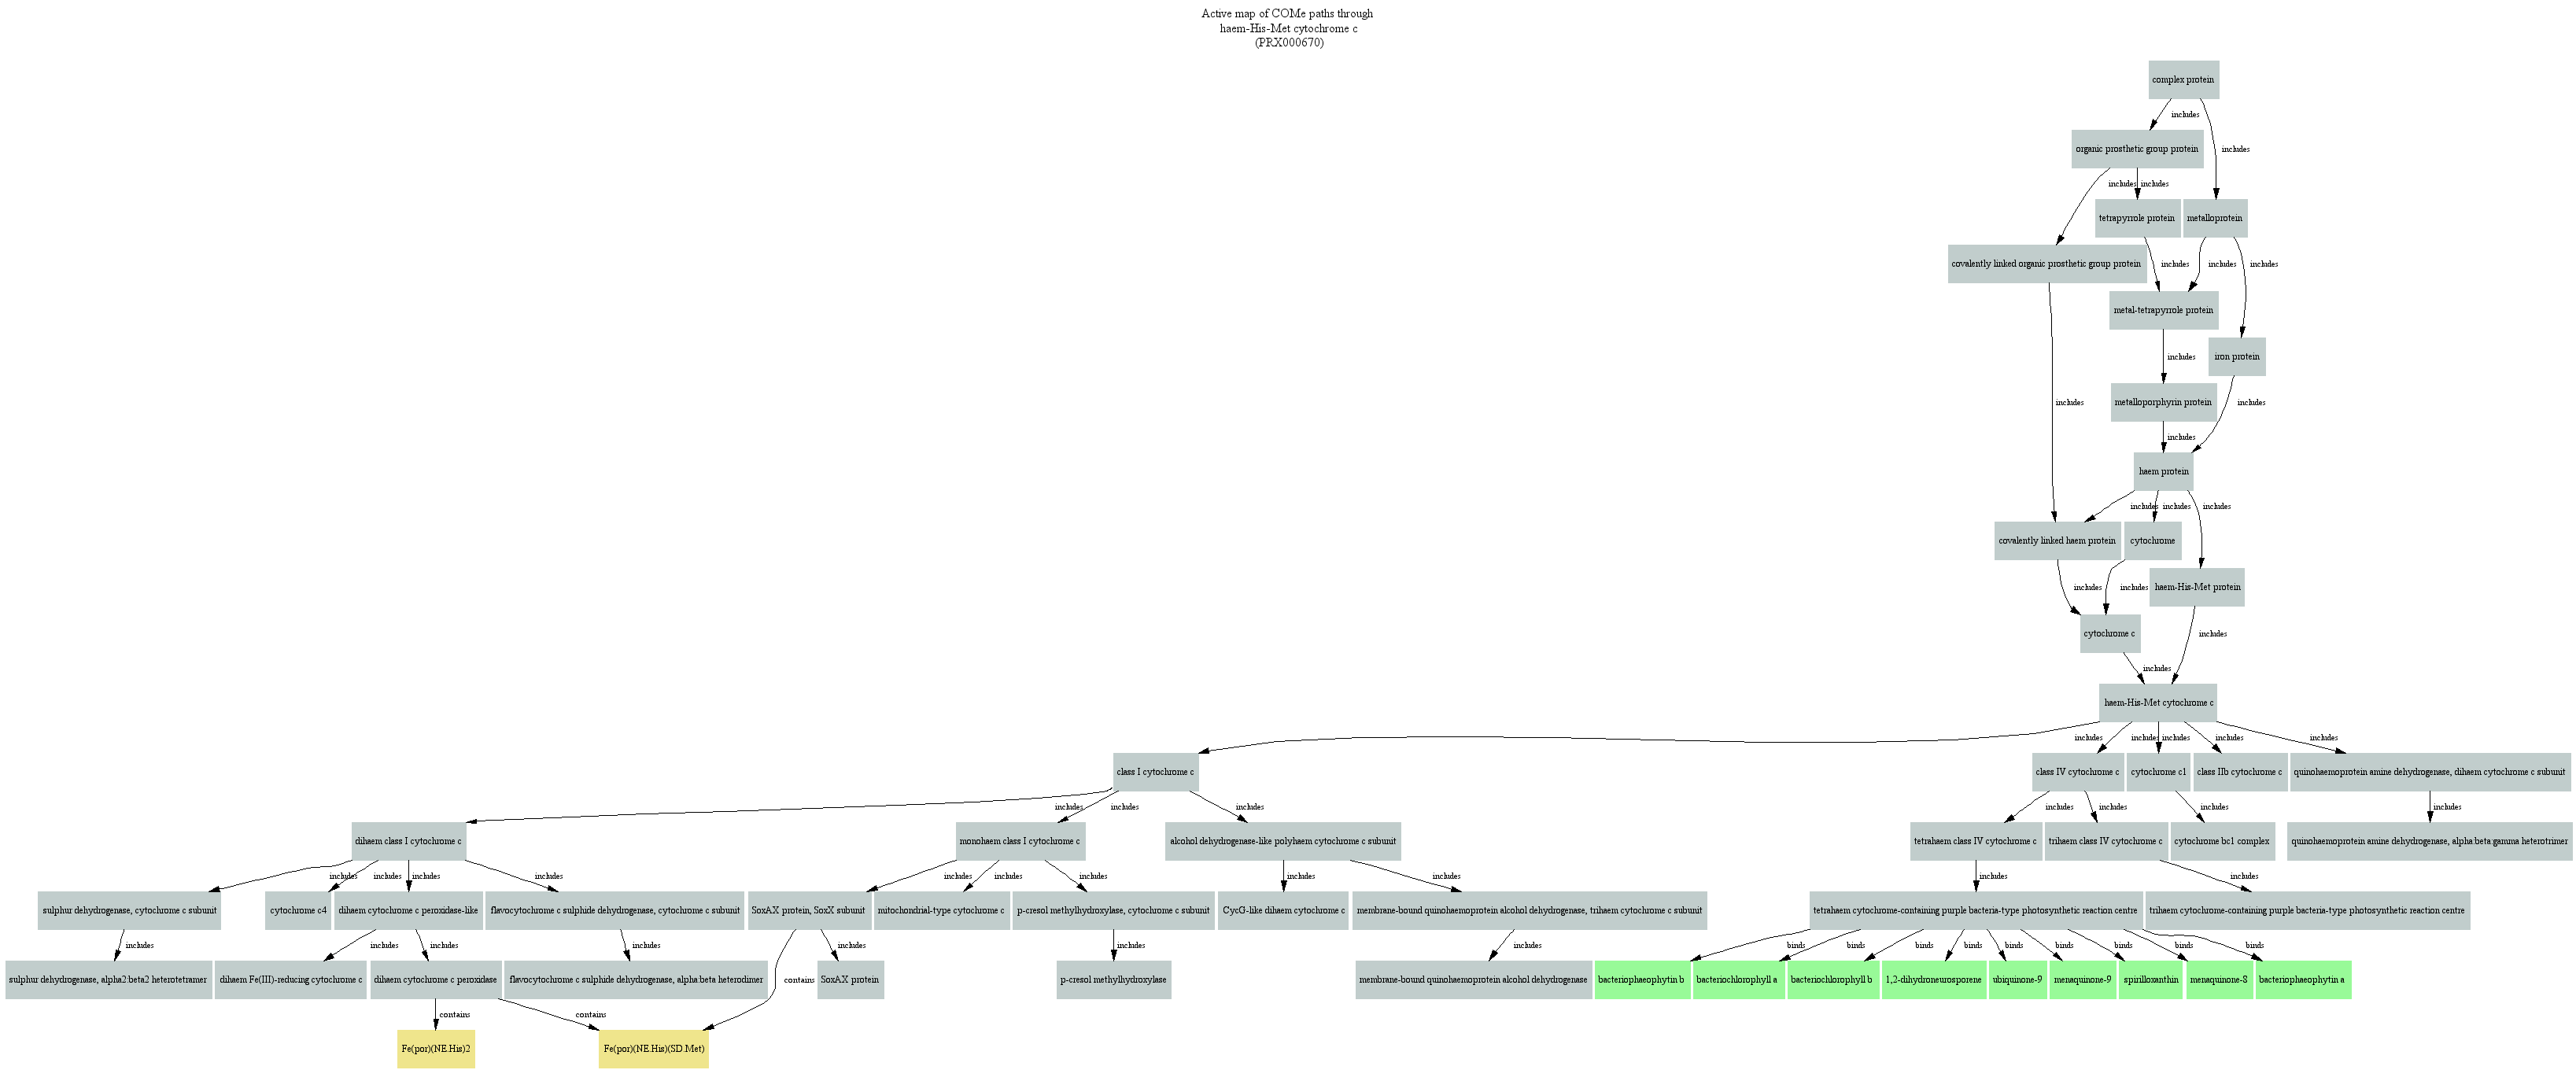 Active map of COMe paths through
haem-His-Met cytochrome c
(PRX000670)
complex protein
includes
organic prosthetic group protein
includes
includes
includes
tetrapyrrole protein
metalloprotein
covalently linked organic prosthetic group protein
includes
includes
includes
metal-tetrapyrrole protein
includes
iron protein
metalloporphyrin protein
includes
includes
includes
haem protein
includes
includes
includes
covalently linked haem protein
cytochrome
includes
includes
haem-His-Met protein
cytochrome c
includes
includes
haem-His-Met cytochrome c
includes
includes
includes
includes
includes
class I cytochrome c
class IV cytochrome c
cytochrome c1
class IIb cytochrome c
quinohaemoprotein amine dehydrogenase, dihaem cytochrome c subunit
includes
includes
includes
includes
includes
includes
includes
dihaem class I cytochrome c
monohaem class I cytochrome c
alcohol dehydrogenase-like polyhaem cytochrome c subunit
tetrahaem class IV cytochrome c
trihaem class IV cytochrome c
cytochrome bc1 complex
quinohaemoprotein amine dehydrogenase, alpha:beta:gamma heterotrimer
includes
includes
includes
includes
includes
includes
includes
includes
includes
includes
includes
sulphur dehydrogenase, cytochrome c subunit
cytochrome c4
dihaem cytochrome c peroxidase-like
flavocytochrome c sulphide dehydrogenase, cytochrome c subunit
SoxAX protein, SoxX subunit
mitochondrial-type cytochrome c
p-cresol methylhydroxylase, cytochrome c subunit
CycG-like dihaem cytochrome c
membrane-bound quinohaemoprotein alcohol dehydrogenase, trihaem cytochrome c subunit
tetrahaem cytochrome-containing purple bacteria-type photosynthetic reaction centre
trihaem cytochrome-containing purple bacteria-type photosynthetic reaction centre
includes
includes
includes
includes
includes
includes
includes
binds
binds
binds
binds
binds
binds
binds
binds
binds
sulphur dehydrogenase, alpha2:beta2 heterotetramer
dihaem Fe(III)-reducing cytochrome c
dihaem cytochrome c peroxidase
flavocytochrome c sulphide dehydrogenase, alpha:beta heterodimer
contains
SoxAX protein
p-cresol methylhydroxylase
membrane-bound quinohaemoprotein alcohol dehydrogenase
bacteriophaeophytin b
bacteriochlorophyll a
bacteriochlorophyll b
1,2-dihydroneurosporene
ubiquinone-9
menaquinone-9
spirilloxanthin
menaquinone-8
bacteriophaeophytin a
contains
contains
Fe(por)(NE.His)2
Fe(por)(NE.His)(SD.Met)